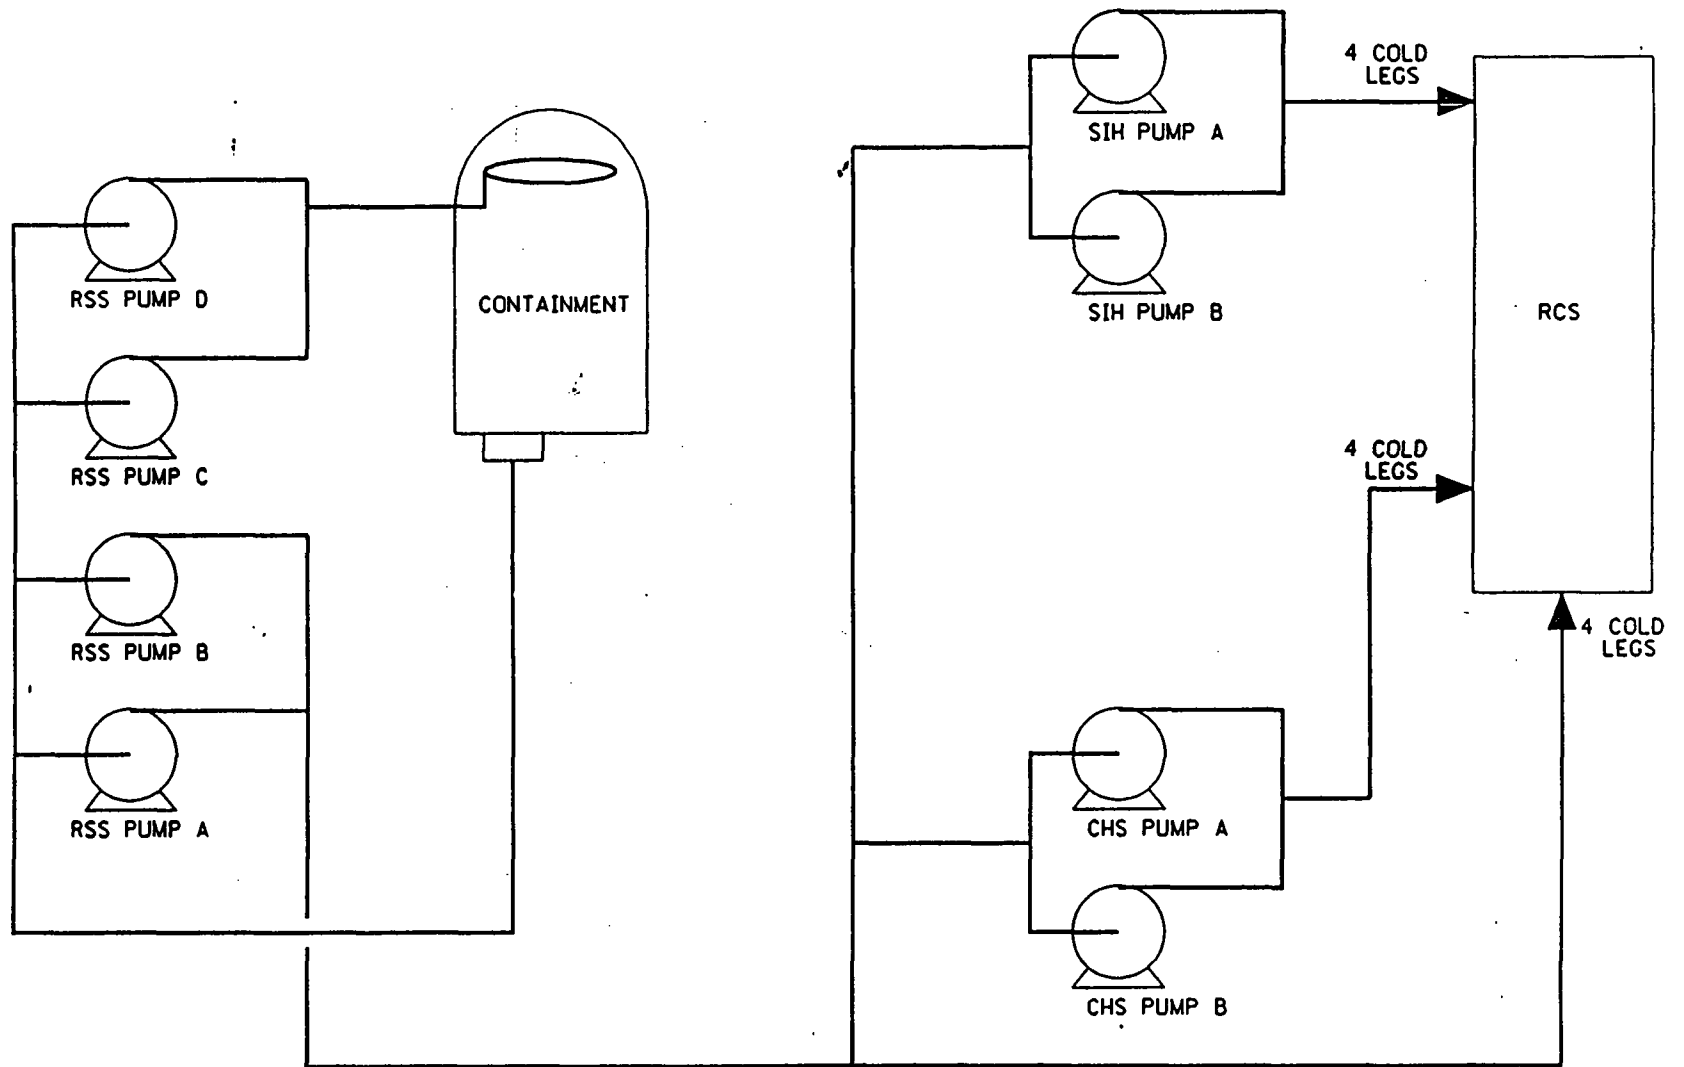 4 COLD
LEGS
SIH PUMP A
RSS PUMP D
CONTAINMENT
SIH PUMP B
RCS
RSS PUMP C
4 COLD
LEGS
RSS PUMP B
4 COLD
LEGS
RSS PUMP A
CHS PUMP A
CHS PUMP B